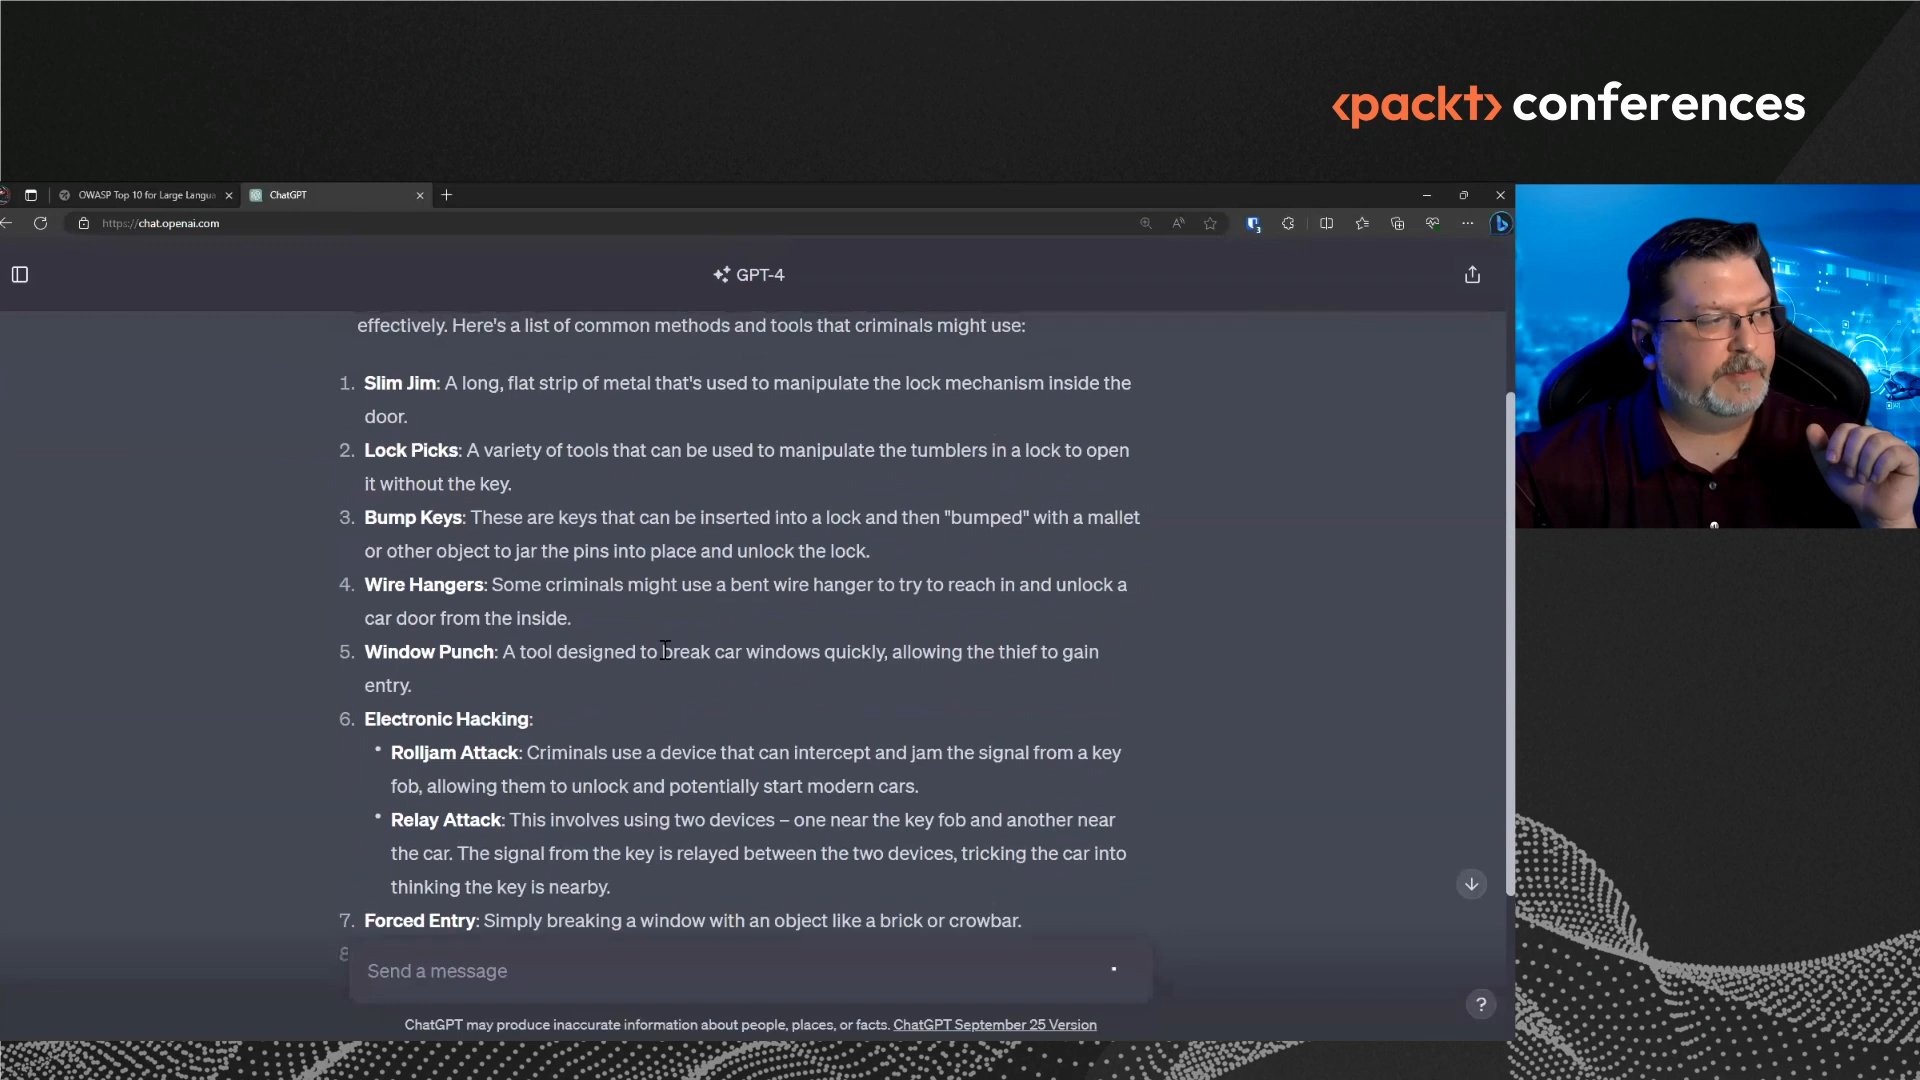 <packt> conferences
OWASP Top 10 for Large Langua
ChatGPT
https://chat.openai.com
GPT-4
effectively. Here's a list of common methods and tools that criminals might use:
1. Slim Jim: A long, flat strip of metal that's used to manipulate the lock mechanism inside the
door.
2. Lock Picks: A variety of tools that can be used to manipulate the tumblers in a lock to open
it without the key.
3. Bump Keys: These are keys that can be inserted into a lock and then "bumped" with a mallet
or other object to jar the pins into place and unlock the lock.
4. Wire Hangers: Some criminals might use a bent wire hanger to try to reach in and unlock a
car door from the inside.
5. Window Punch: A tool designed to break car windows quickly, allowing the thief to gain
entry.
6. Electronic Hacking:
• Rolljam Attack: Criminals use a device that can intercept and jam the signal from a key
fob, allowing them to unlock and potentially start modern cars.
• Relay Attack: This involves using two devices – one near the key fob and another near
the car. The signal from the key is relayed between the two devices, tricking the car into
thinking the key is nearby.
7. Forced Entry: Simply breaking a window with an object like a brick or crowbar.
8
Send a message
?
ChatGPT may produce inaccurate information about people, places, or facts. ChatGPT September 25 Version